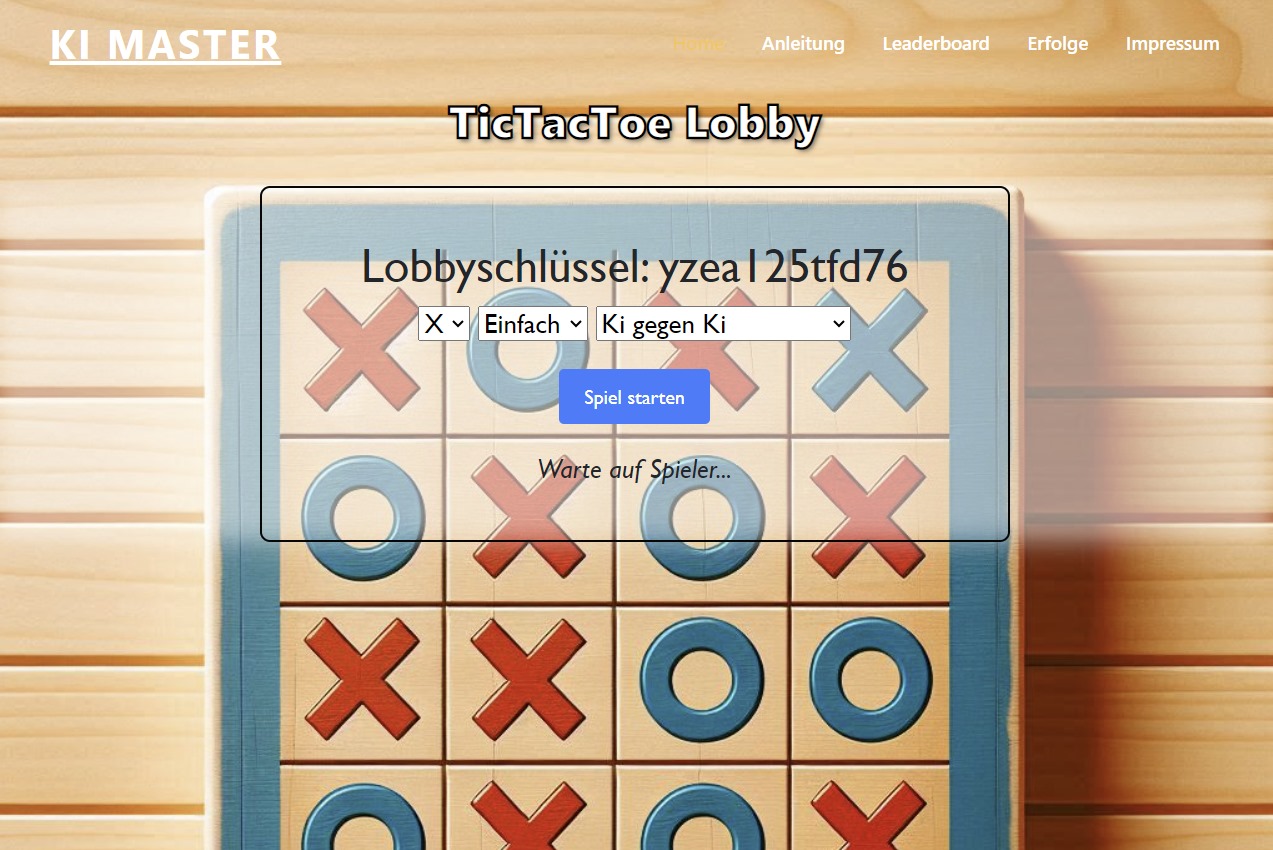 KI MASTER
Home Anleitung Leaderboard Erfolge Impressum
TicTacToe Lobby
Lobbyschlüssel: yzea125tfd76
X Einfach Ki gegen Ki
Spiel starten
Warte auf Spieler...